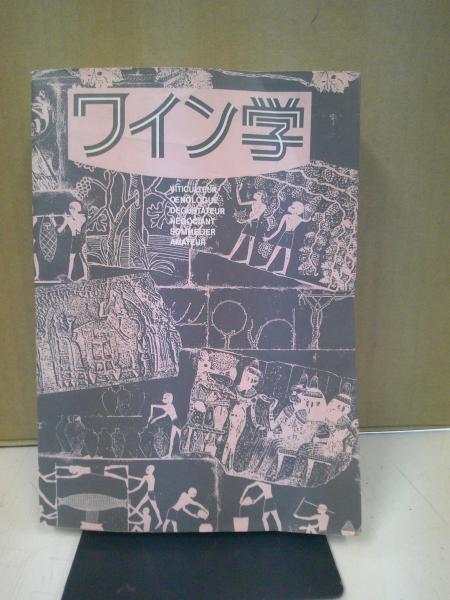 ワイン学
VITICULTEUR
OENOLOGUE
DEGUSTATEUR
NEGOCIANT
SOMMELIER
AMATEUR